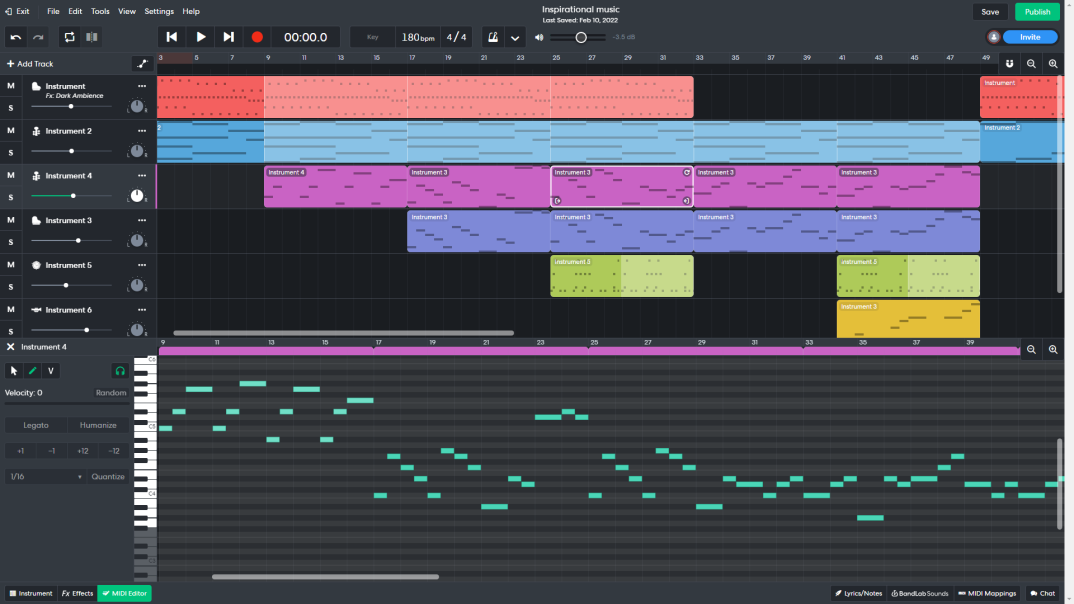 Exit File Edit Tools View Settings Help
Inspirational music
Last Saved: Feb 10, 2022
Save Publish
00:00.0 Key 180bpm 4/4 -3.5 dB Invite
Add Track
3 5 7 9 11 13 15 17 19 21 23 25 27 29 31 33 35 37 39 41 43 45 47 49
M S Instrument
Fx: Dark Ambience
L R
Instrument
M S Instrument 2
L R
2 Instrument 2
M S Instrument 4
L R
Instrument 4 Instrument 3 Instrument 3 Instrument 3 Instrument 3
M S Instrument 3
L R
Instrument 3 Instrument 3 Instrument 3 Instrument 3
M S Instrument 5
L R
Instrument 5 Instrument 5
M S Instrument 6
L R
Instrument 3
Instrument 4
9 11 13 15 17 19 21 23 25 27 29 31 33 35 37 39
V
Velocity: 0 Random
Legato Humanize
+1 -1 +12 -12
1/16 Quantize
C6
C5
C4
Instrument Fx Effects MIDI Editor
Lyrics/Notes BandLab Sounds MIDI Mappings Chat